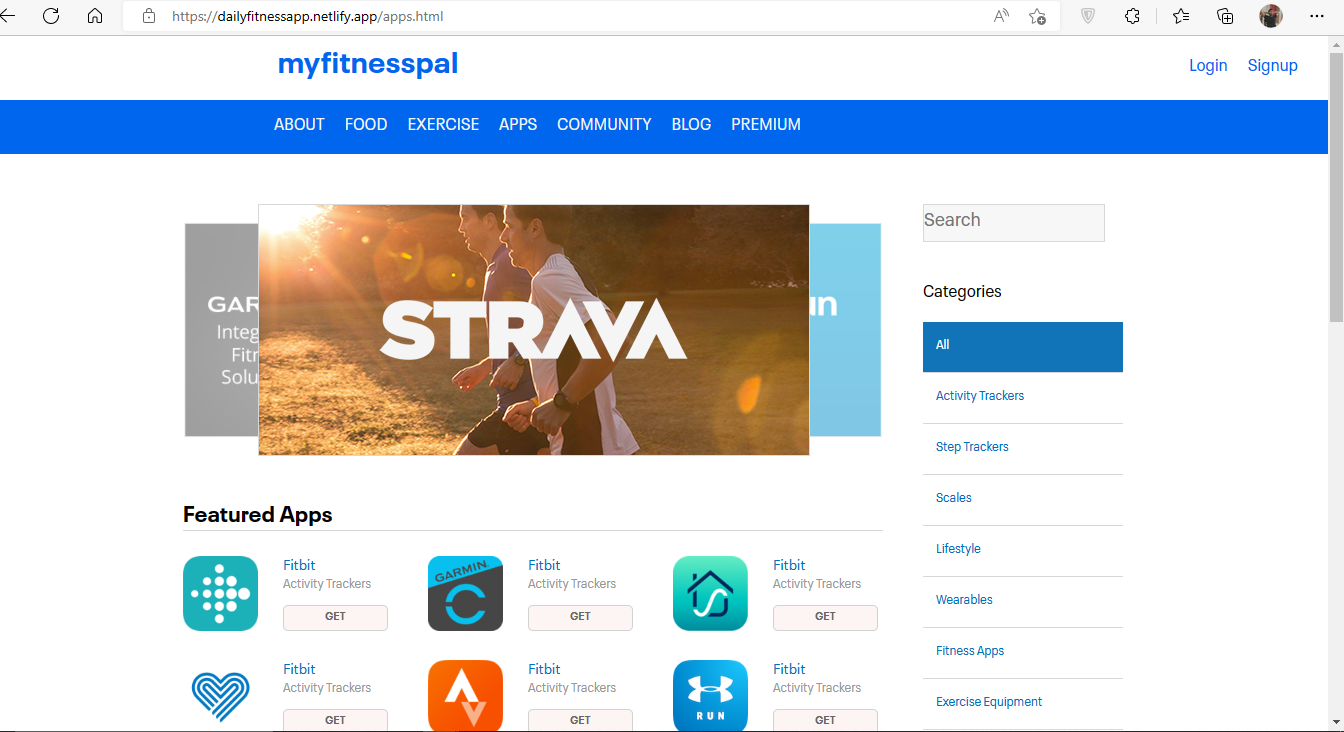 https://dailyfitnessapp.netlify.app/apps.html
myfitnesspal
Login Signup
ABOUT FOOD EXERCISE APPS COMMUNITY BLOG PREMIUM
GAR
Integ
Fitr
Solu
STRAVA
un
Search
Categories
All
Activity Trackers
Step Trackers
Scales
Lifestyle
Wearables
Fitness Apps
Exercise Equipment
Featured Apps
Fitbit
Activity Trackers
GET
GARMIN
Fitbit
Activity Trackers
GET
Fitbit
Activity Trackers
GET
Fitbit
Activity Trackers
GET
Fitbit
Activity Trackers
GET
RUN
Fitbit
Activity Trackers
GET